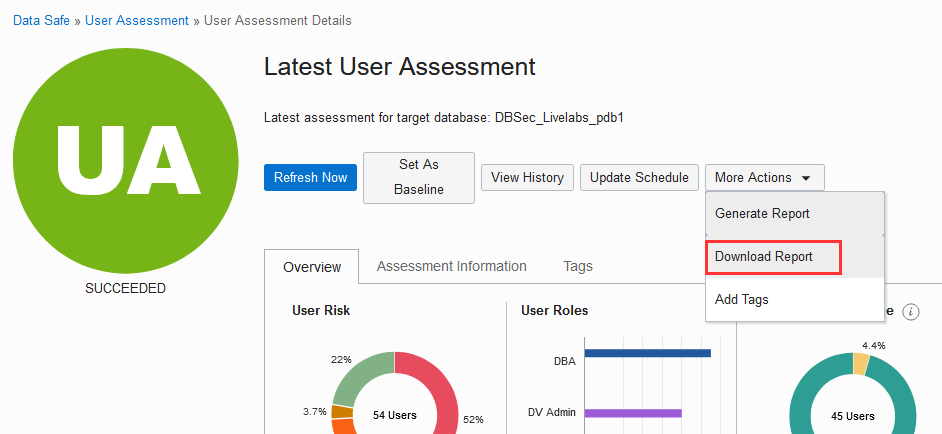 Data Safe » User Assessment » User Assessment Details
UA
SUCCEEDED
Latest User Assessment
Latest assessment for target database: DBSec_Livelabs_pdb1
Refresh Now
Set As
Baseline
View History
Update Schedule
More Actions
Generate Report
Download Report
Add Tags
Overview
Assessment Information
Tags
User Risk
22%
3.7%
54 Users
52%
User Roles
DBA
DV Admin
4.4%
45 Users